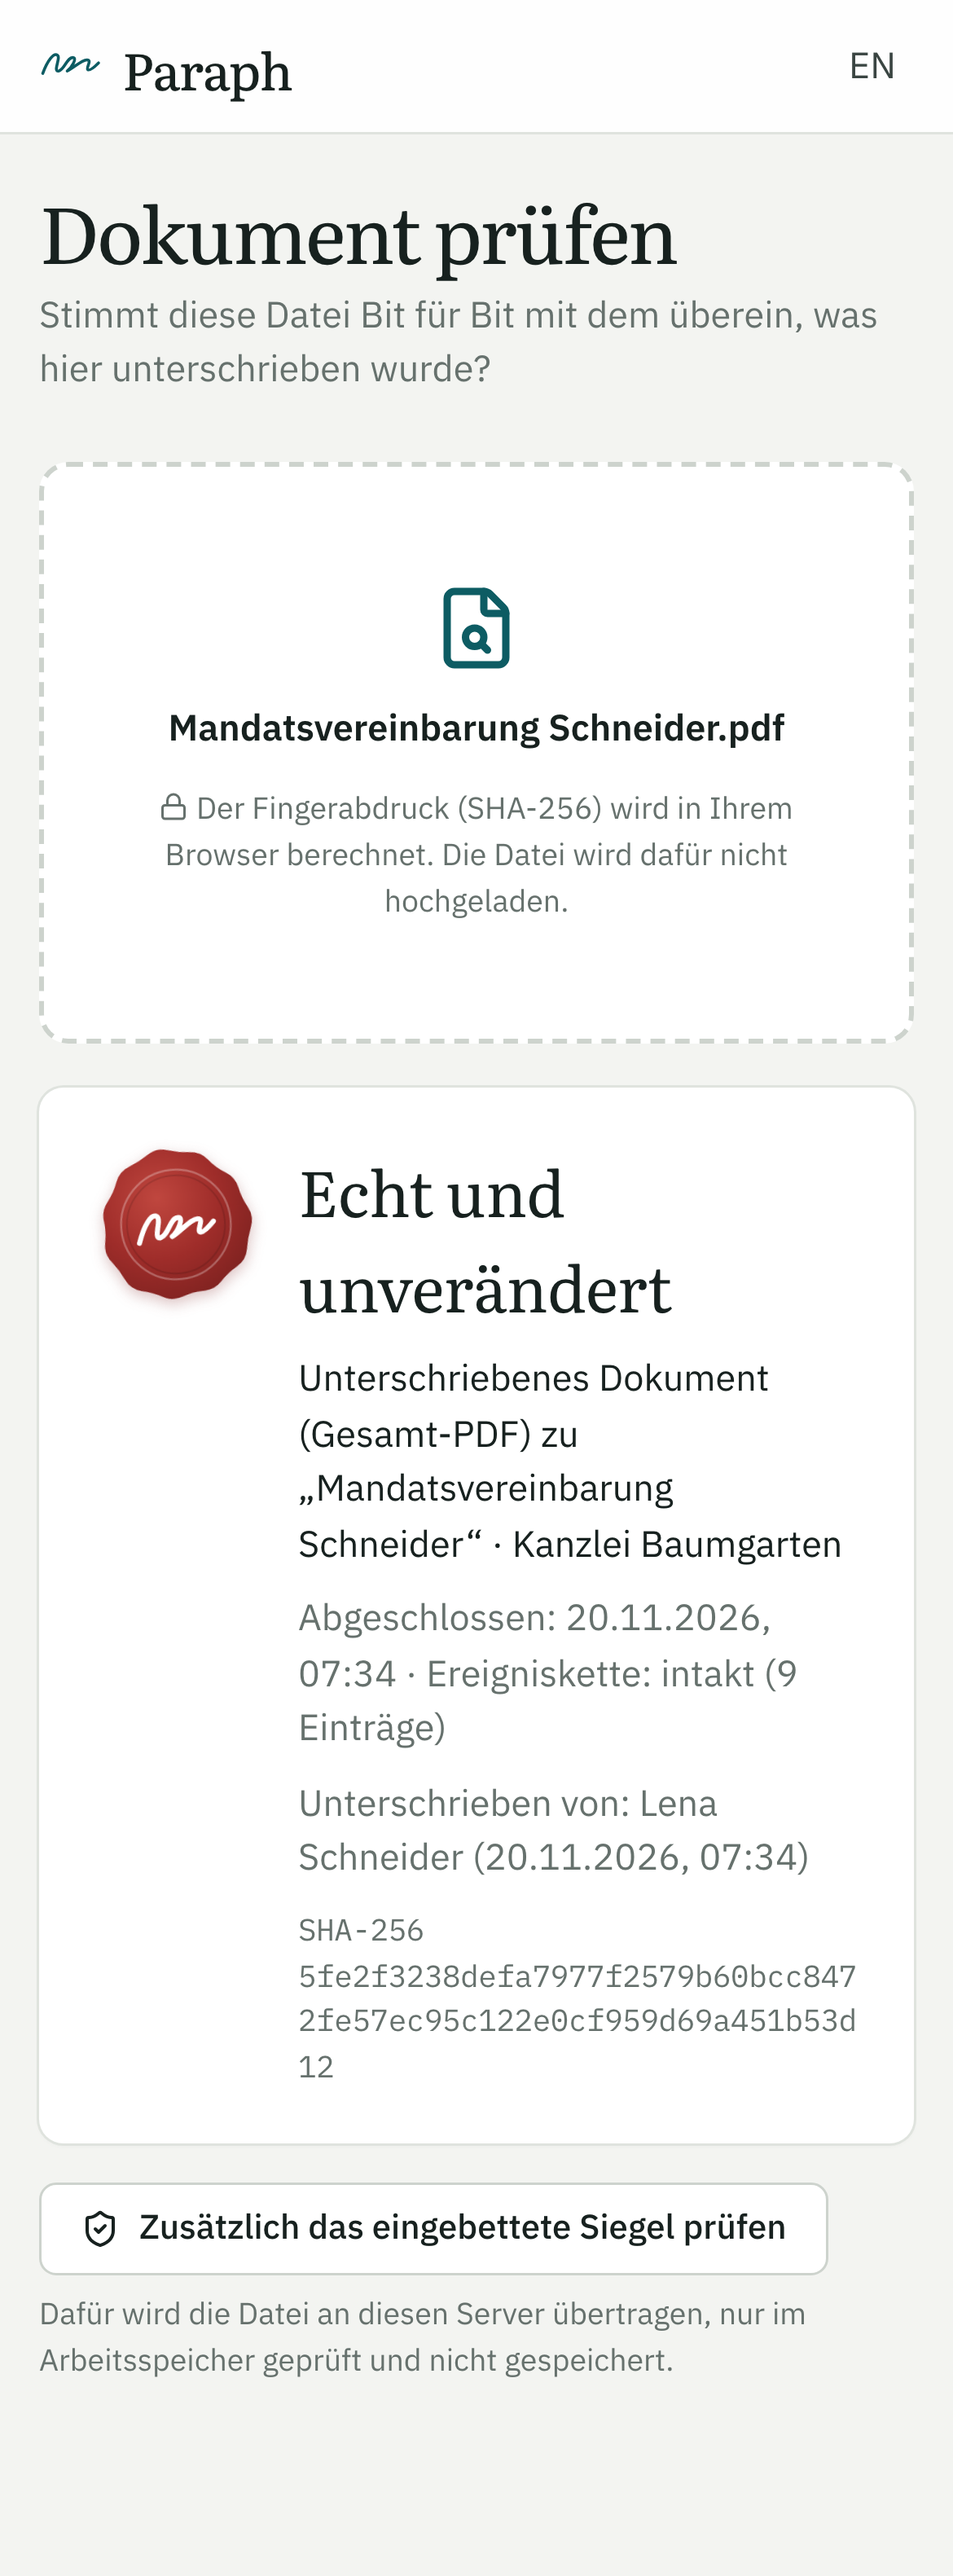 Paraph
EN
Dokument prüfen
Stimmt diese Datei Bit für Bit mit dem überein, was
hier unterschrieben wurde?
Mandatsvereinbarung Schneider.pdf
Der Fingerabdruck (SHA-256) wird in Ihrem
Browser berechnet. Die Datei wird dafür nicht
hochgeladen.
Echt und
unverändert
Unterschriebenes Dokument
(Gesamt-PDF) zu
„Mandatsvereinbarung
Schneider“ · Kanzlei Baumgarten
Abgeschlossen: 20.11.2026,
07:34 · Ereigniskette: intakt (9
Einträge)
Unterschrieben von: Lena
Schneider (20.11.2026, 07:34)
SHA-256
5fe2f3238defa7977f2579b60bcc847
2fe57ec95c122e0cf959d69a451b53d
12
Zusätzlich das eingebettete Siegel prüfen
Dafür wird die Datei an diesen Server übertragen, nur im
Arbeitsspeicher geprüft und nicht gespeichert.